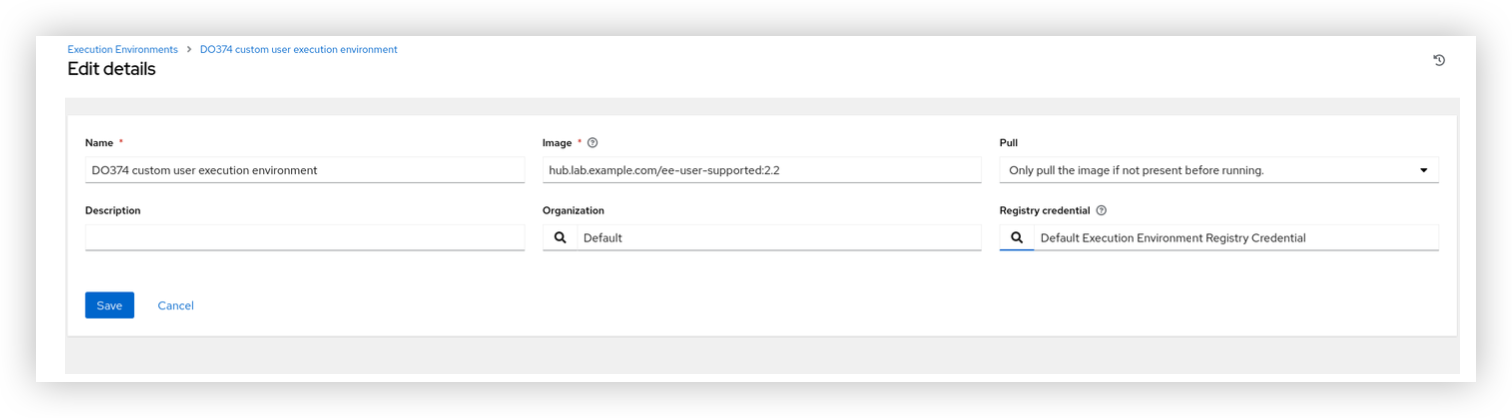 Execution Environments > DO374 custom user execution environment
Edit details
Name * Image * Pull
DO374 custom user execution environment hub.lab.example.com/ee-user-supported:2.2 Only pull the image if not present before running.
Description Organization Registry credential
Default Default Execution Environment Registry Credential
Save Cancel